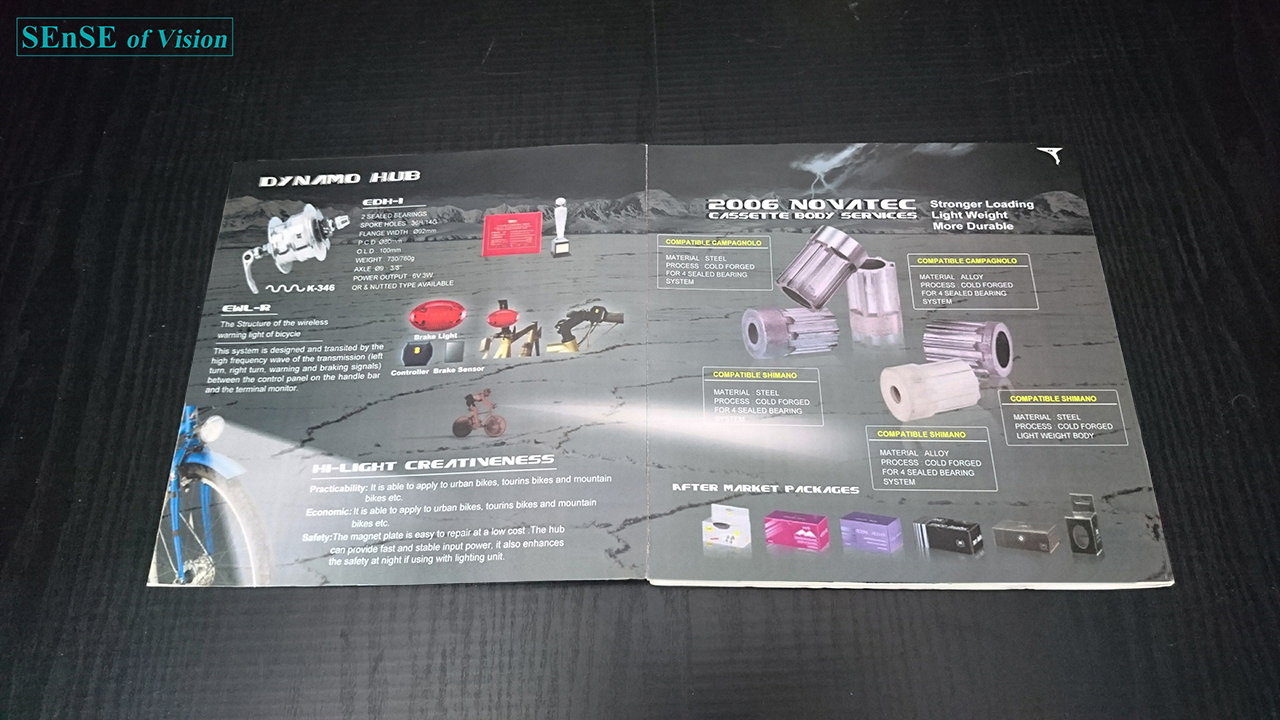 SEnSE of Vision
DYNAMO HUB
EDH-1
2 SEALED BEARINGS
SPOKE HOLES : 36H,14G
FLANGE WIDTH : Ø92mm
P.C.D : Ø80mm
O.L.D : 100mm
WEIGHT : 730/760g
AXLE : Ø9 , 3/8"
POWER OUTPUT : 6V 3W
QR & NUTTED TYPE AVAILABLE
K-346
EWL-R
The Structure of the wireless
warning light of bicycle
This system is designed and transited by the
high frequency wave of the transmission (left
turn, right turn, warning and braking signals)
between the control panel on the handle bar
and the terminal monitor.
Brake Light
Controller Brake Sensor
HI-LIGHT CREATIVENESS
Practicability: It is able to apply to urban bikes, tourins bikes and mountain
bikes etc.
Economic: It is able to apply to urban bikes, tourins bikes and mountain
bikes etc.
Safety: The magnet plate is easy to repair at a low cost .The hub
can provide fast and stable input power, it also enhances
the safety at night if using with lighting unit.
2006 NOVATEC
CASSETTE BODY SERVICES
Stronger Loading
Light Weight
More Durable
COMPATIBLE CAMPAGNOLO
MATERIAL : STEEL
PROCESS : COLD FORGED
FOR 4 SEALED BEARING
SYSTEM
COMPATIBLE CAMPAGNOLO
MATERIAL : ALLOY
PROCESS : COLD FORGED
FOR 4 SEALED BEARING
SYSTEM
COMPATIBLE SHIMANO
MATERIAL : STEEL
PROCESS : COLD FORGED
FOR 4 SEALED BEARING
SYSTEM
COMPATIBLE SHIMANO
MATERIAL : STEEL
PROCESS : COLD FORGED
LIGHT WEIGHT BODY
COMPATIBLE SHIMANO
MATERIAL : ALLOY
PROCESS : COLD FORGED
FOR 4 SEALED BEARING
SYSTEM
AFTER MARKET PACKAGES